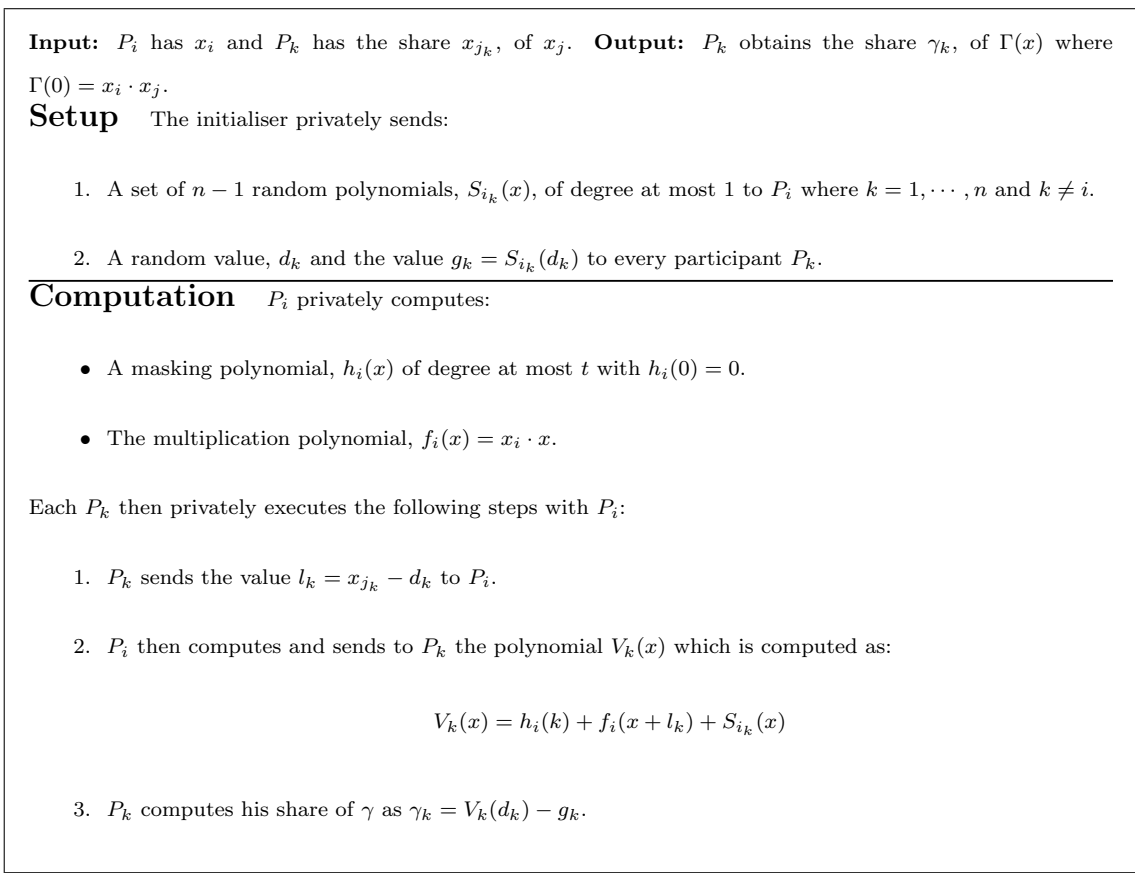 Input: P_i has x_i and P_k has the share x_{j_k}, of x_j. Output: P_k obtains the share γ_k, of Γ(x) where
Γ(0) = x_i · x_j.
Setup The initialiser privately sends:
1. A set of n − 1 random polynomials, S_{i_k}(x), of degree at most 1 to P_i where k = 1, ⋯ , n and k ≠ i.
2. A random value, d_k and the value g_k = S_{i_k}(d_k) to every participant P_k.
Computation P_i privately computes:
• A masking polynomial, h_i(x) of degree at most t with h_i(0) = 0.
• The multiplication polynomial, f_i(x) = x_i · x.
Each P_k then privately executes the following steps with P_i:
1. P_k sends the value l_k = x_{j_k} − d_k to P_i.
2. P_i then computes and sends to P_k the polynomial V_k(x) which is computed as:
V_k(x) = h_i(k) + f_i(x + l_k) + S_{i_k}(x)
3. P_k computes his share of γ as γ_k = V_k(d_k) − g_k.